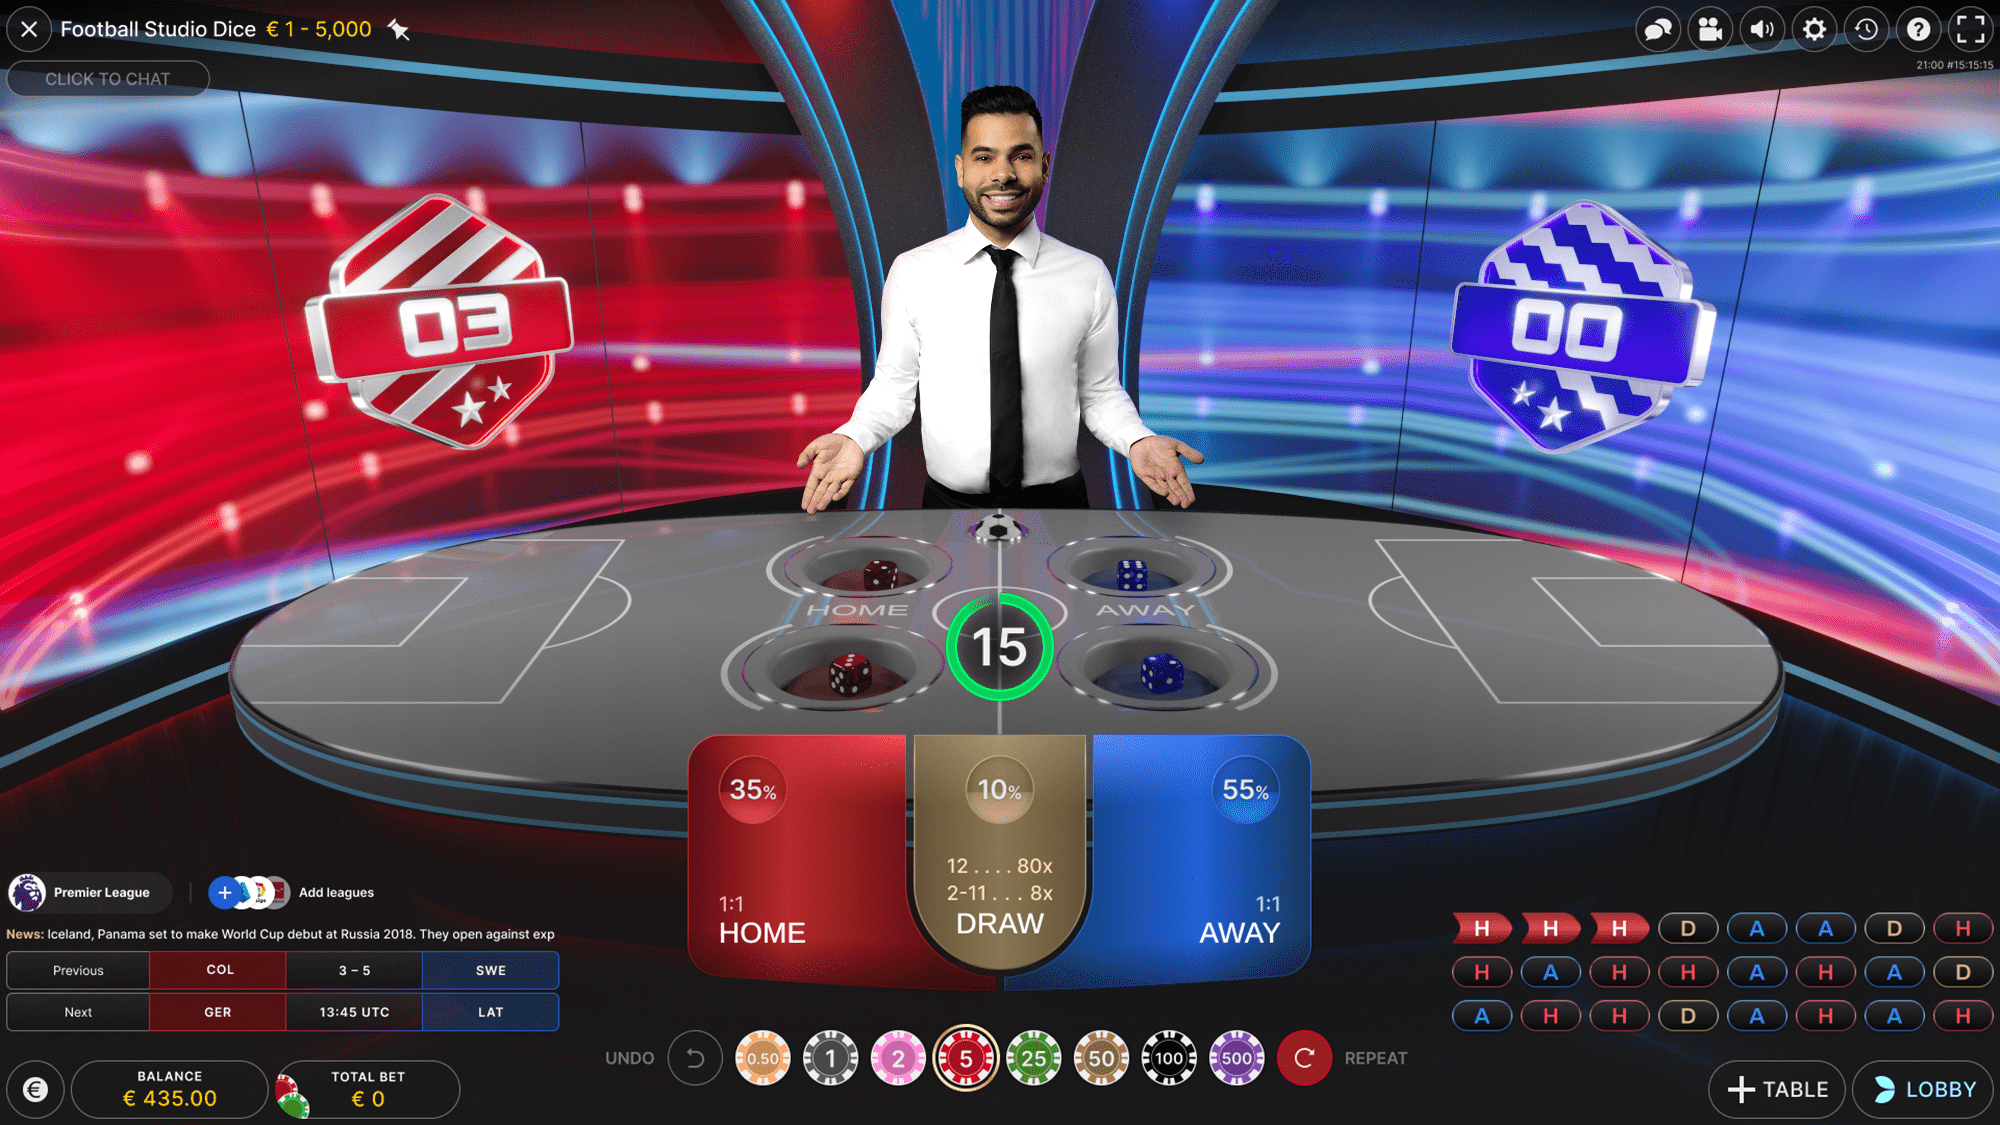 Football Studio Dice € 1 - 5,000
CLICK TO CHAT
21:00 #15:15:15
03
00
HOME
AWAY
15
35%
10%
55%
12 .... 80x
2-11 ... 8x
1:1
HOME
DRAW
1:1
AWAY
Premier League
Add leagues
News: Iceland, Panama set to make World Cup debut at Russia 2018. They open against exp
Previous COL 3 – 5 SWE
Next GER 13:45 UTC LAT
H H H D A A D H
H A H H A H A D
A H H D A H A H
UNDO 0.50 1 2 5 25 50 100 500 REPEAT
BALANCE
€ 435.00
TOTAL BET
€ 0
TABLE
LOBBY